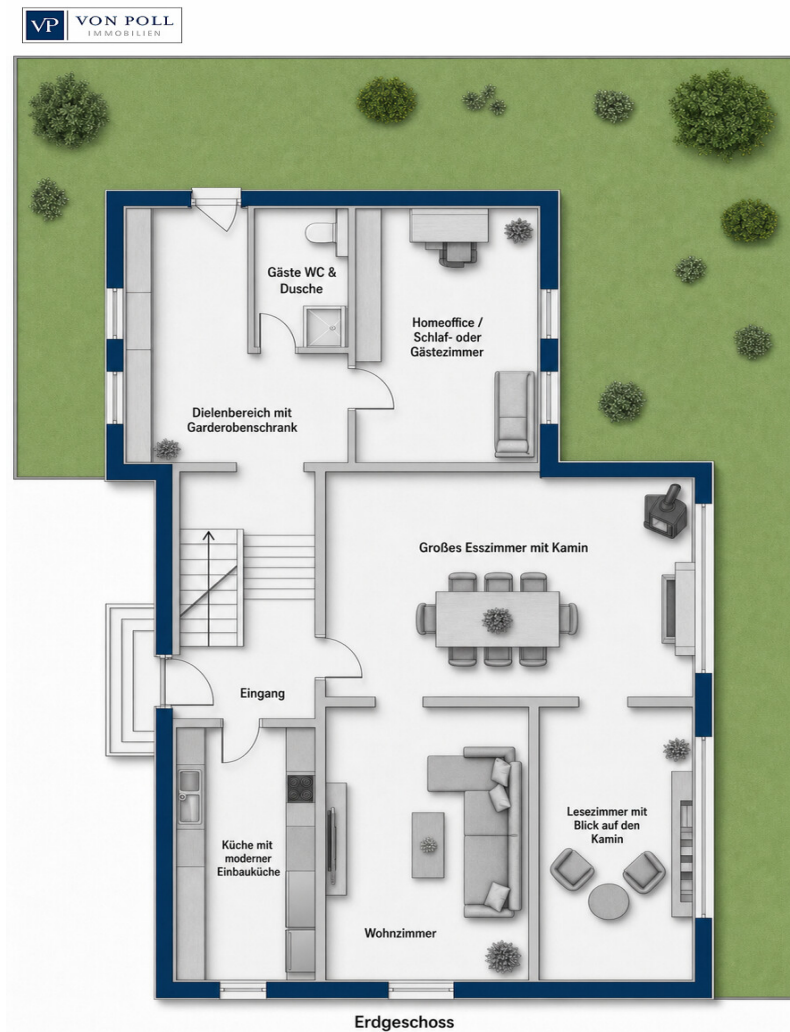 VP VON POLL
IMMOBILIEN
Gäste WC &
Dusche
Homeoffice /
Schlaf- oder
Gästezimmer
Dielenbereich mit
Garderobenschrank
Großes Esszimmer mit Kamin
Eingang
Küche mit
moderner
Einbauküche
Wohnzimmer
Lesezimmer mit
Blick auf den
Kamin
Erdgeschoss